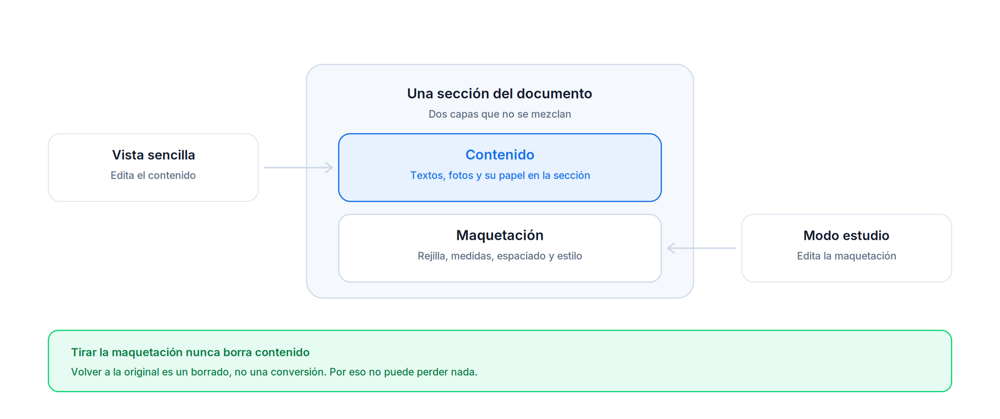 Una sección del documento
Dos capas que no se mezclan
Vista sencilla
Edita el contenido
Contenido
Textos, fotos y su papel en la sección
Maquetación
Rejilla, medidas, espaciado y estilo
Modo estudio
Edita la maquetación
Tirar la maquetación nunca borra contenido
Volver a la original es un borrado, no una conversión. Por eso no puede perder nada.